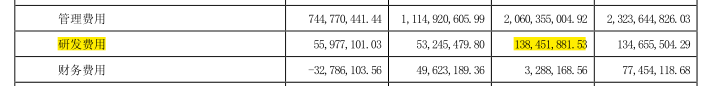 管理费用 744,770,441.44 1,114,920,605.99 2,060,355,004.92 2,323,644,826.03
研发费用 55,977,101.03 53,245,479.80 138,451,881.53 134,655,504.29
财务费用 -32,786,103.56 49,623,189.36 3,288,168.56 77,454,118.68